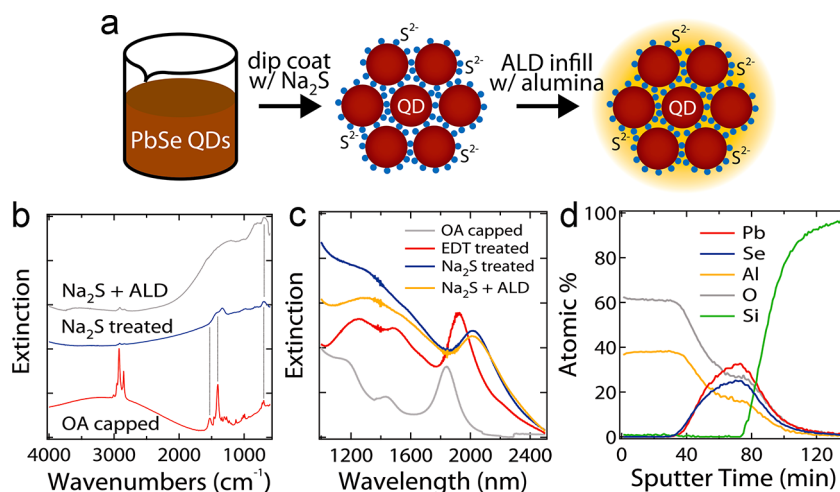 a
PbSe QDs
dip coat
w/ Na₂S
S²⁻
S²⁻
QD
S²⁻
S²⁻
ALD infill
w/ alumina
S²⁻
S²⁻
QD
S²⁻
S²⁻
b
Extinction
Na₂S + ALD
Na₂S treated
OA capped
4000 3000 2000 1000
Wavenumbers (cm⁻¹)
c
Extinction
OA capped
EDT treated
Na₂S treated
Na₂S + ALD
1200 1600 2000 2400
Wavelength (nm)
d
Atomic %
100
80
60
40
20
0
Pb
Se
Al
O
Si
0 40 80 120
Sputter Time (min)